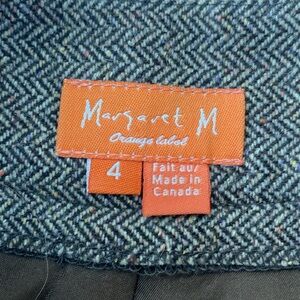 Margaret M
Orange label
4
Fait au/
Made in
Canada